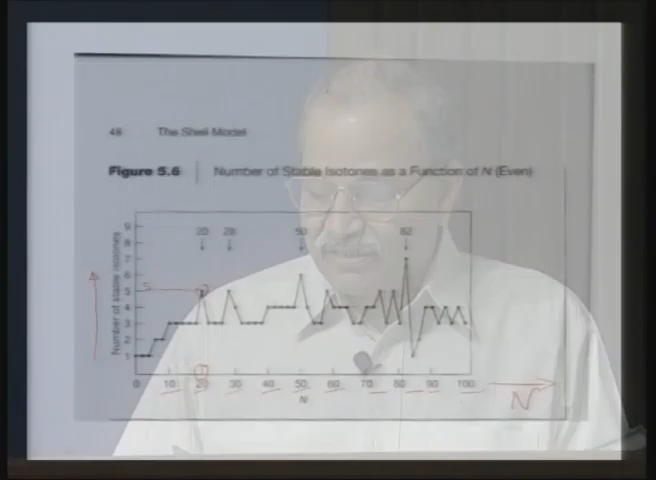 48 The Shell Model
Figure 5.6 Number of Stable Isotones as a Function of N (Even)
Number of stable isotones
9
8
7
6
5
4
3
2
1
20 28 50 82
5
0 10 20 30 40 50 60 70 80 90 100
N
N